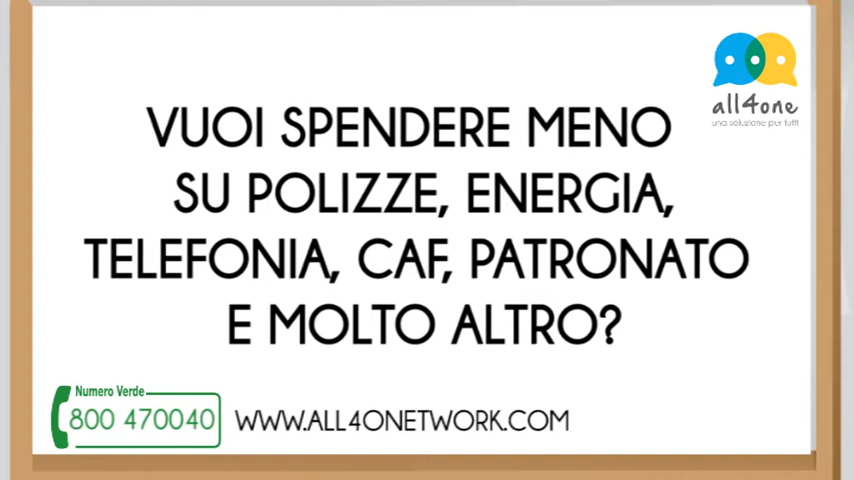 all4one
una soluzione per tutti
VUOI SPENDERE MENO
SU POLIZZE, ENERGIA,
TELEFONIA, CAF, PATRONATO
E MOLTO ALTRO?
Numero Verde
800 470040
WWW.ALL4ONETWORK.COM